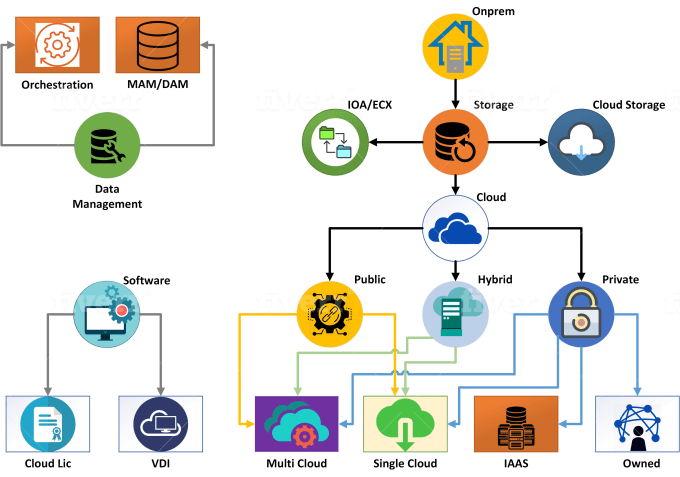 Onprem
Orchestration
MAM/DAM
IOA/ECX
Storage
Cloud Storage
Data
Management
Cloud
Software
Public
Hybrid
Private
Cloud Lic
VDI
Multi Cloud
Single Cloud
IAAS
Owned